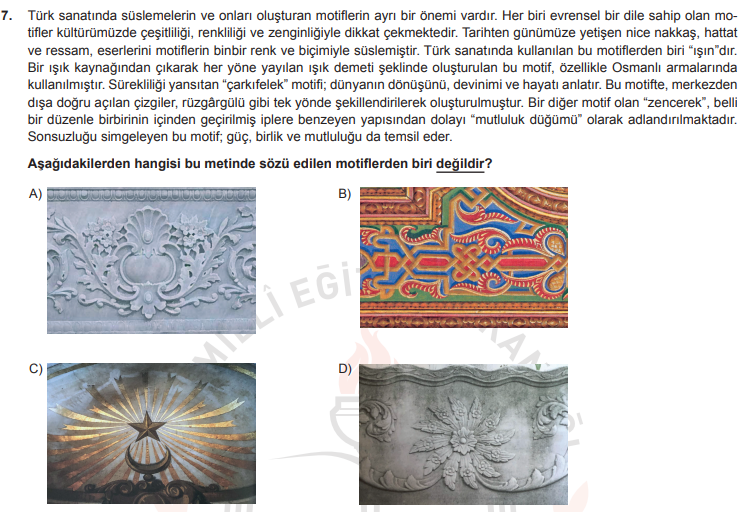 7. Türk sanatında süslemelerin ve onları oluşturan motiflerin ayrı bir önemi vardır. Her biri evrensel bir dile sahip olan mo-
tifler kültürümüzde çeşitliliği, renkliliği ve zenginliğiyle dikkat çekmektedir. Tarihten günümüze yetişen nice nakkaş, hattat
ve ressam, eserlerini motiflerin binbir renk ve biçimiyle süslemiştir. Türk sanatında kullanılan bu motiflerden biri “ışın”dır.
Bir ışık kaynağından çıkarak her yöne yayılan ışık demeti şeklinde oluşturulan bu motif, özellikle Osmanlı armalarında
kullanılmıştır. Sürekliliği yansıtan “çarkıfelek” motifi; dünyanın dönüşünü, devinimi ve hayatı anlatır. Bu motifte, merkezden
dışa doğru açılan çizgiler, rüzgârgülü gibi tek yönde şekillendirilerek oluşturulmuştur. Bir diğer motif olan “zencerek”, belli
bir düzenle birbirinin içinden geçirilmiş iplere benzeyen yapısından dolayı “mutluluk düğümü” olarak adlandırılmaktadır.
Sonsuzluğu simgeleyen bu motif; güç, birlik ve mutluluğu da temsil eder.
Aşağıdakilerden hangisi bu metinde sözü edilen motiflerden biri değildir?
A)
B)
MİLLÎ EĞİ
C)
D)